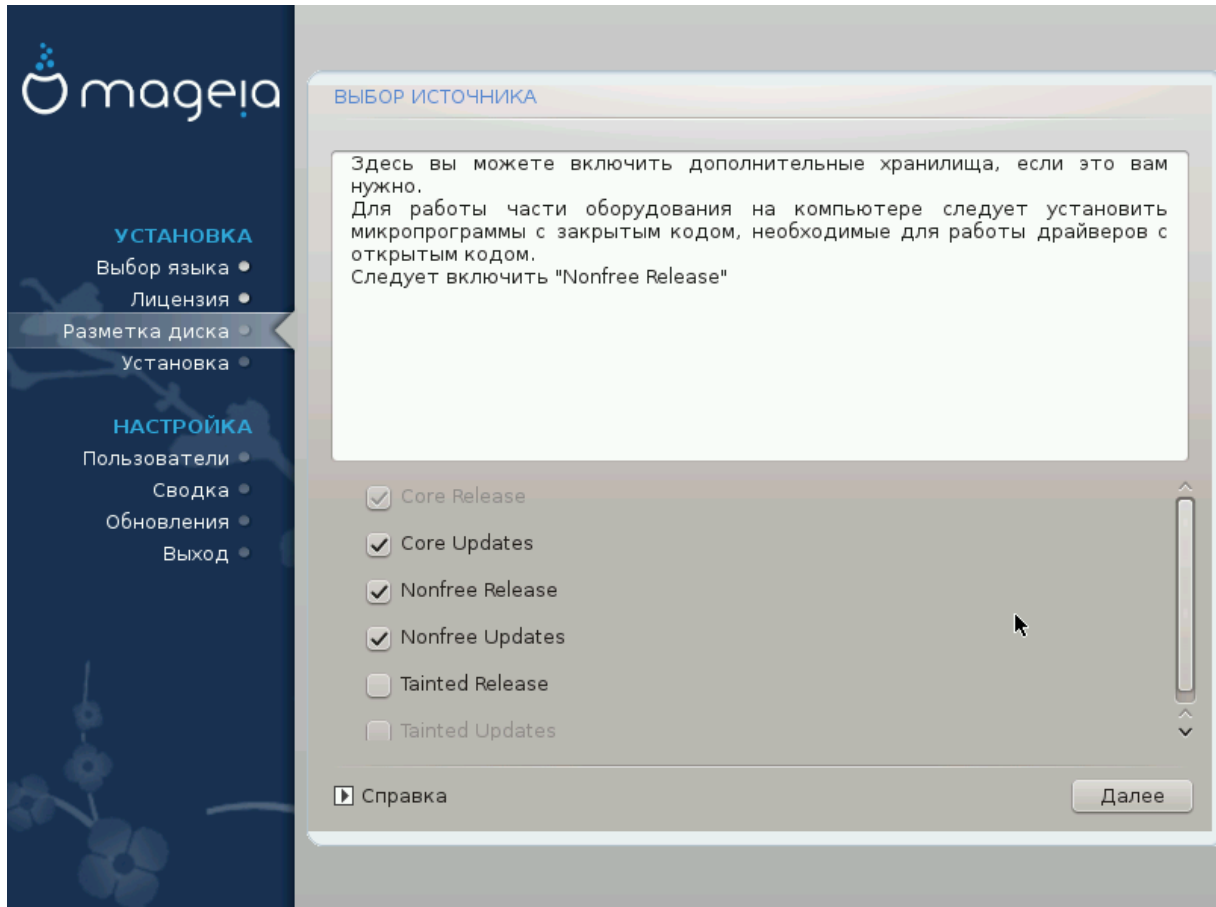 mageia
УСТАНОВКА
Выбор языка
Лицензия
Разметка диска
Установка
НАСТРОЙКА
Пользователи
Сводка
Обновления
Выход
ВЫБОР ИСТОЧНИКА
Здесь вы можете включить дополнительные хранилища, если это вам
нужно.
Для работы части оборудования на компьютере следует установить
микропрограммы с закрытым кодом, необходимые для работы драйверов с
открытым кодом.
Следует включить "Nonfree Release"
Core Release
Core Updates
Nonfree Release
Nonfree Updates
Tainted Release
Tainted Updates
Справка
Далее